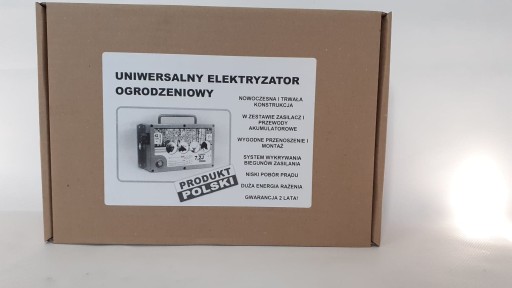 UNIWERSALNY ELEKTRYZATOR
OGRODZENIOWY
NOWOCZESNA I TRWAŁA
KONSTRUKCJA
W ZESTAWIE ZASILACZ I
PRZEWODY
AKUMULATOROWE
WYGODNE PRZENOSZENIE I
MONTAŻ
SYSTEM WYKRYWANIA
BIEGUNÓW ZASILANIA
NISKI POBÓR PRĄDU
DUŻA ENERGIA RAŻENIA
GWARANCJA 2 LATA!
PRODUKT
POLSKI